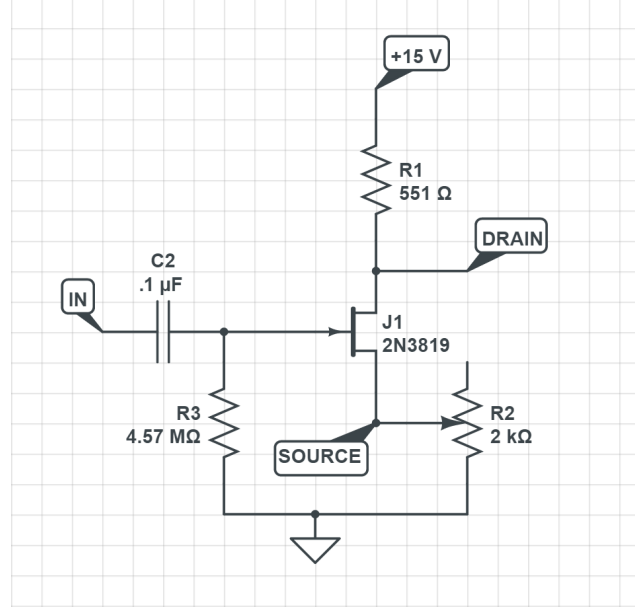 +15 V
R1
551 Ω
DRAIN
C2
.1 µF
IN
J1
2N3819
R3
4.57 MΩ
R2
2 kΩ
SOURCE